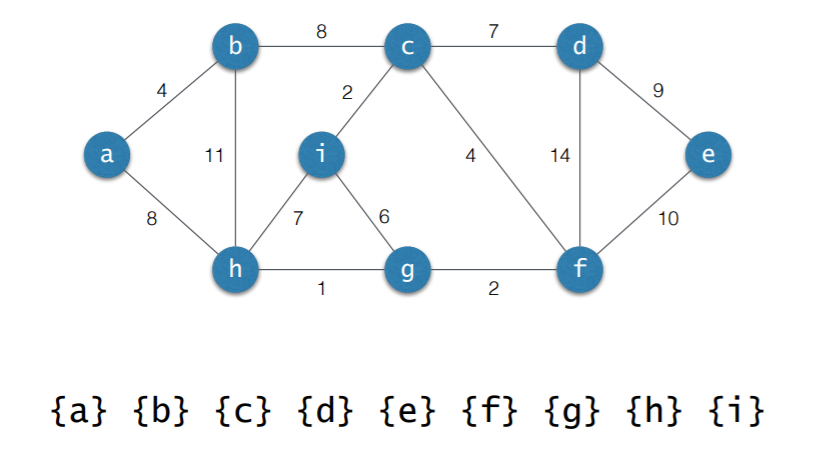 8 7
b c d
4 2 9
a 11 i 4 14 e
8 7 6 10
h g f
1 2
{a} {b} {c} {d} {e} {f} {g} {h} {i}